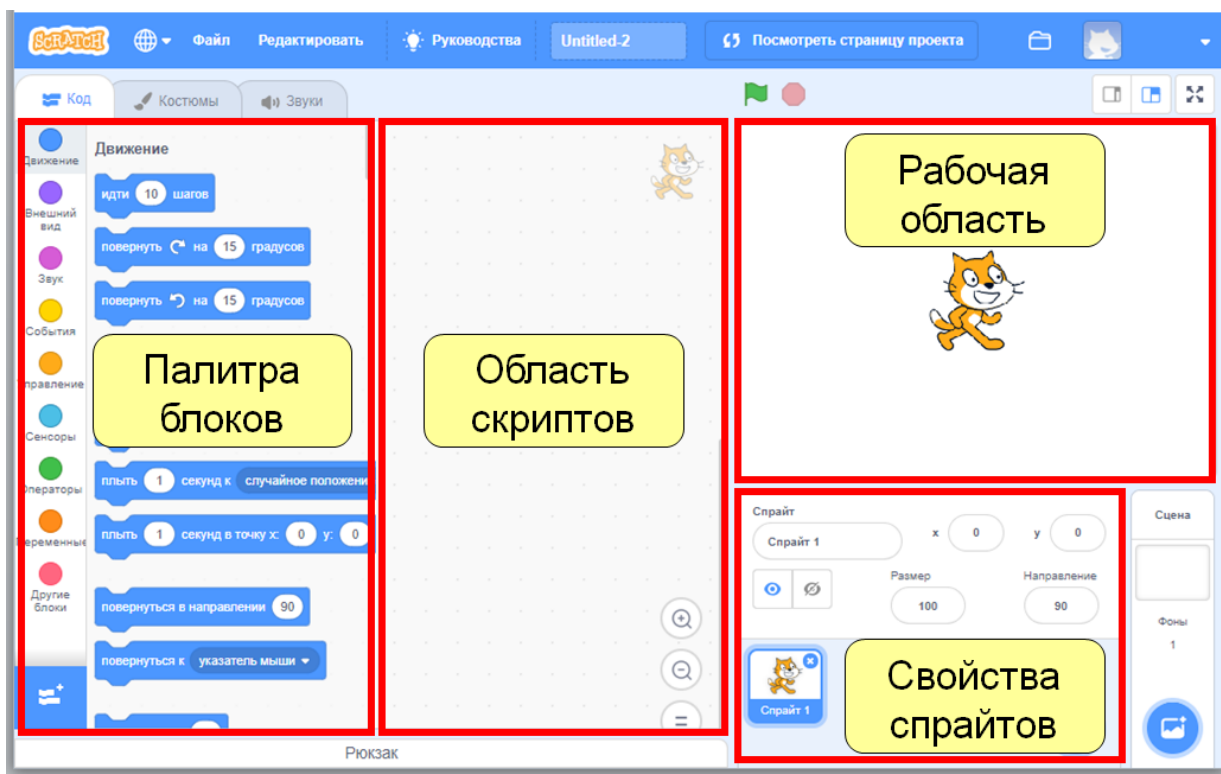 SCRATCH
Файл
Редактировать
Руководства
Untitled-2
Посмотреть страницу проекта
Код
Костюмы
Звуки
Движение
Внешний
вид
Звук
События
правление
Сенсоры
Операторы
еременные
Другие
блоки
Движение
идти 10 шагов
повернуть на 15 градусов
повернуть на 15 градусов
Палитра
блоков
плыть 1 секунд к случайное положени
плыть 1 секунд в точку x: 0 y: 0
повернуться в направлении 90
повернуться к указатель мыши
Область
скриптов
Рюкзак
Рабочая
область
Спрайт
Спрайт 1
x 0
y 0
Размер
100
Направление
90
Спрайт 1
Свойства
спрайтов
Сцена
Фоны
1